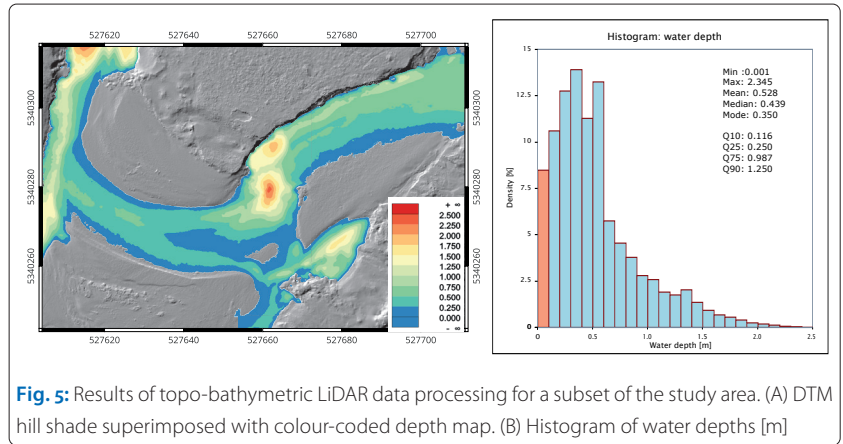 527620
527640
527660
527680
527700
5340300
5340280
5340260
5340300
5340280
5340260
+ ∞
2.500
2.000
1.750
1.500
1.250
1.000
0.750
0.500
0.250
0.000
- ∞
527620
527640
527660
527680
527700
Histogram: water depth
Min :0.001
Max: 2.345
Mean: 0.528
Median: 0.439
Mode: 0.350
Q10: 0.116
Q25: 0.250
Q75: 0.987
Q90: 1.250
Density [%]
15
12.5
10
7.5
5
2.5
0
0
0.5
1.0
1.5
2.0
2.5
Water depth [m]
Fig. 5: Results of topo-bathymetric LiDAR data processing for a subset of the study area. (A) DTM
hill shade superimposed with colour-coded depth map. (B) Histogram of water depths [m]